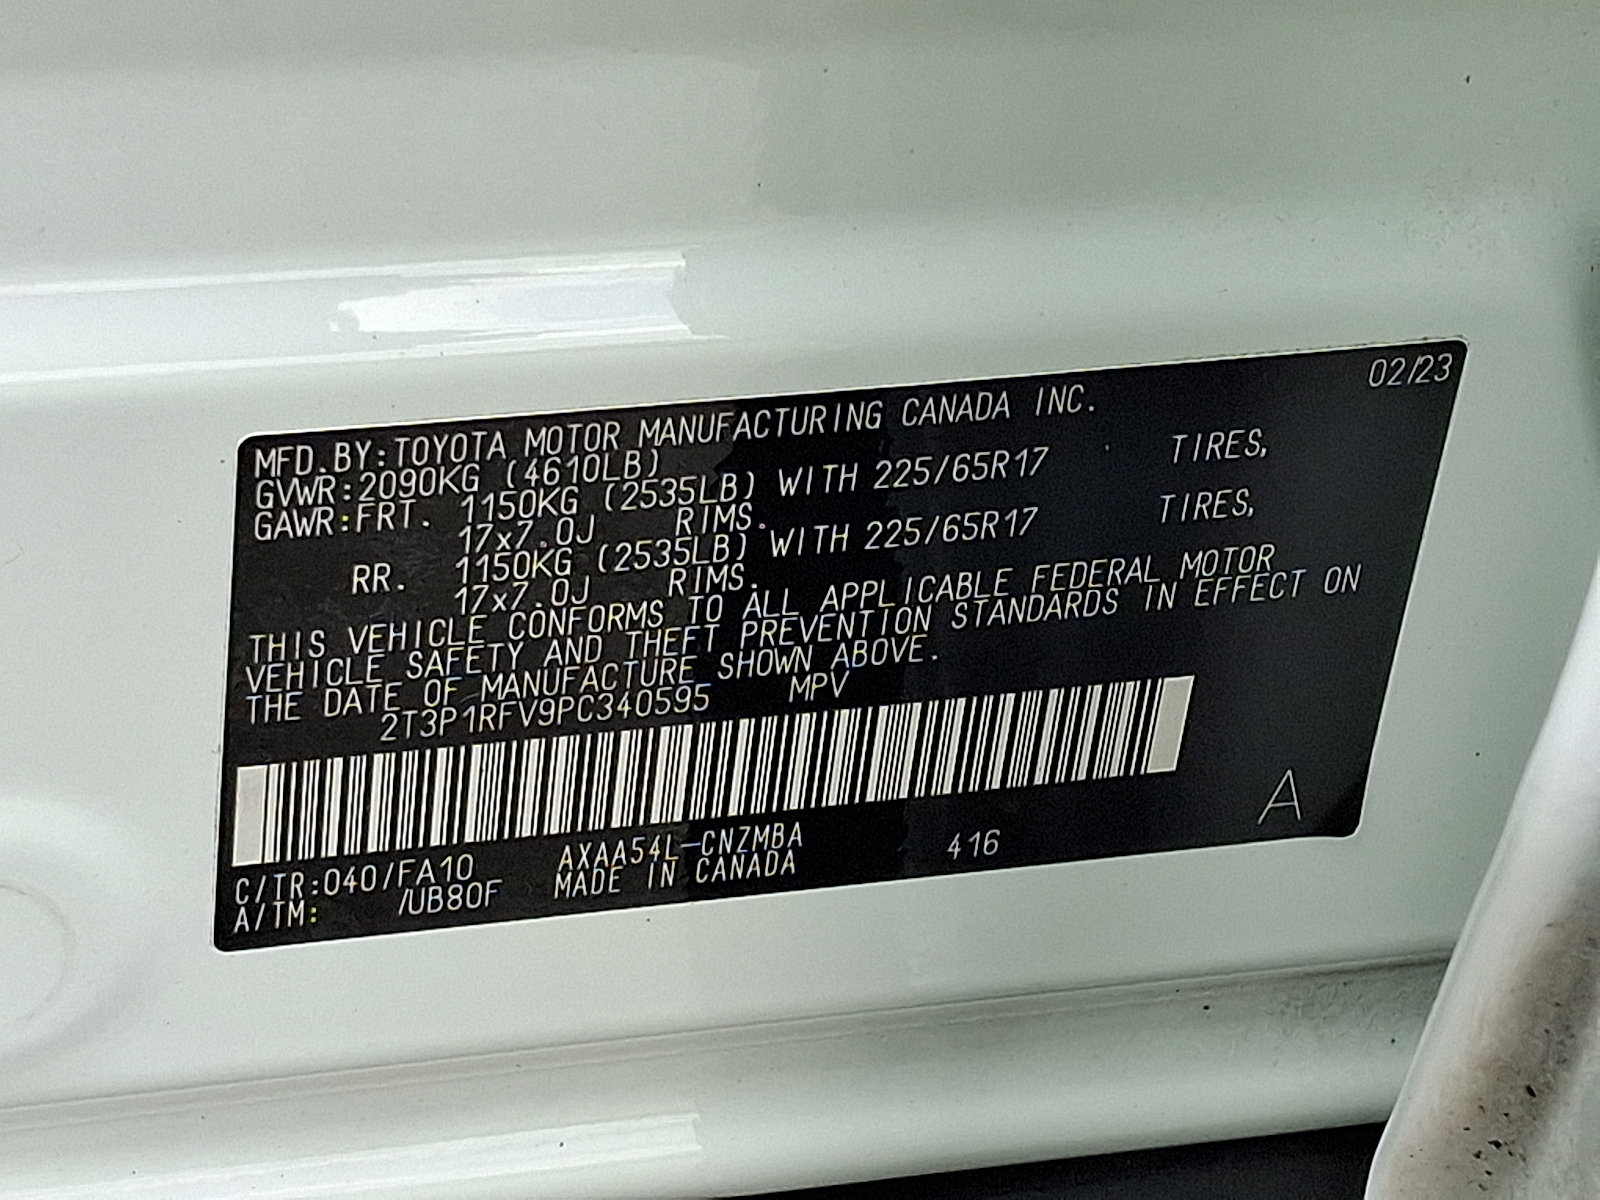 02/23
MFD.BY:TOYOTA MOTOR MANUFACTURING CANADA INC.
GVWR:2090KG (4610LB)
GAWR:FRT. 1150KG (2535LB) WITH 225/65R17 TIRES,
17x7.0J RIMS.
RR. 1150KG (2535LB) WITH 225/65R17 TIRES,
17x7.0J RIMS.
THIS VEHICLE CONFORMS TO ALL APPLICABLE FEDERAL MOTOR
VEHICLE SAFETY AND THEFT PREVENTION STANDARDS IN EFFECT ON
THE DATE OF MANUFACTURE SHOWN ABOVE.
2T3P1RFV9PC340595 MPV
A
C/TR:040/FA10 AXAA54L-CNZMBA 416
A/TM: /UB80F MADE IN CANADA